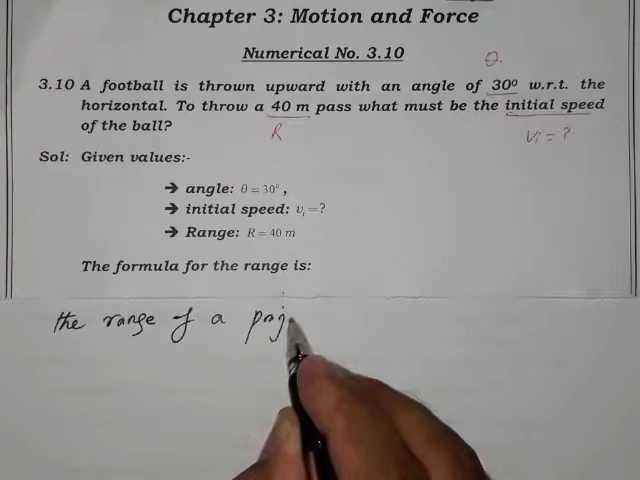 Chapter 3: Motion and Force
Numerical No. 3.10
θ
3.10 A football is thrown upward with an angle of 30⁰ w.r.t. the
horizontal. To throw a 40 m pass what must be the initial speed
of the ball?
R
Vi = ?
Sol: Given values:-
➔ angle: θ = 30°,
➔ initial speed: vᵢ = ?
➔ Range: R = 40 m
The formula for the range is:
the range of a proj